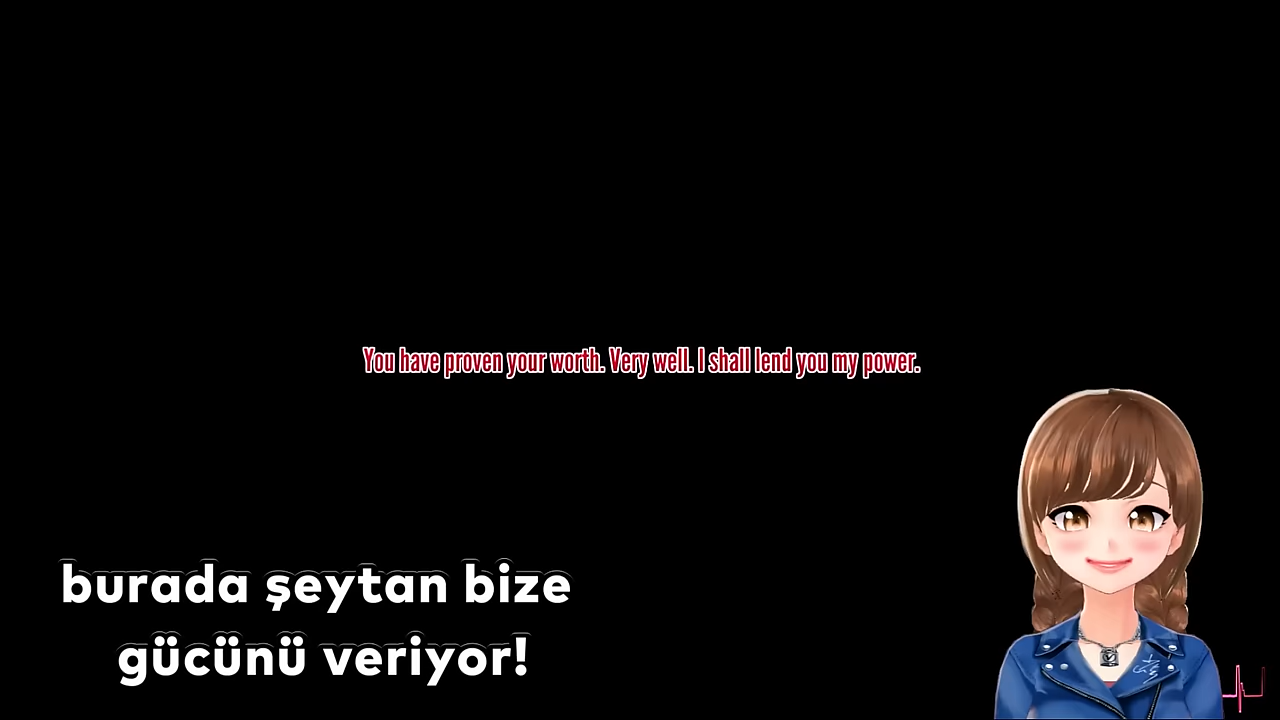 You have proven your worth. Very well. I shall lend you my power.
burada şeytan bize
gücünü veriyor!